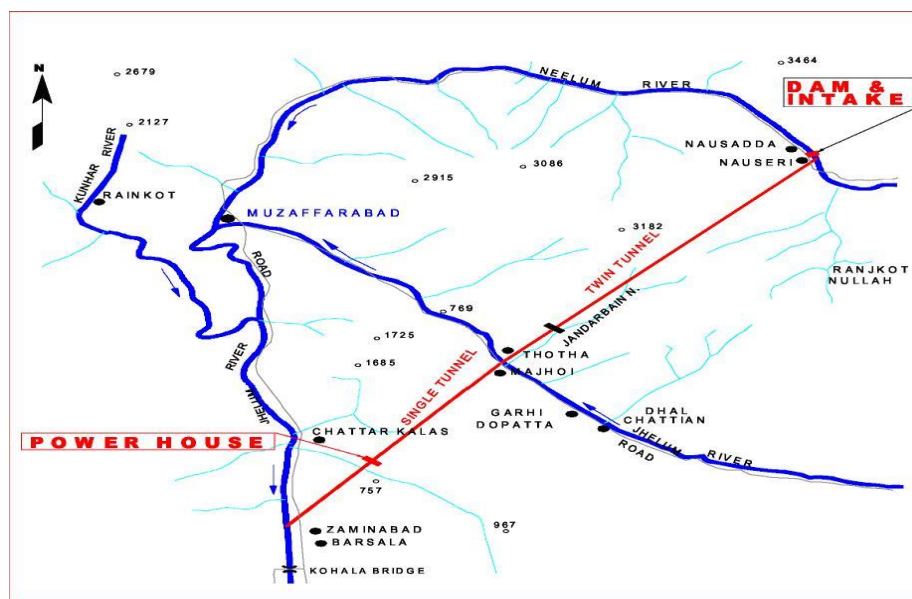 N
2679
3464
NEELUM RIVER
DAM &
INTAKE
2127
KUNHAR RIVER
NAUSADDA
NAUSERI
3086
2915
RAINKOT
MUZAFFARABAD
3182
TWIN TUNNEL
RANJKOT
NULLAH
ROAD
769
JANDARBAIN N.
1725
THOTHA
1685
MAJHOI
SINGLE TUNNEL
RIVER
JHELUM
GARHI
DOPATTA
DHAL
CHATTIAN
JHELUM RIVER
ROAD
POWER HOUSE
CHATTAR KALAS
757
967
ZAMINABAD
BARSALA
KOHALA BRIDGE